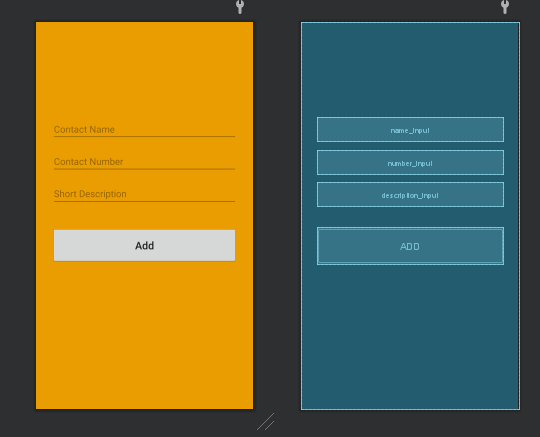 Contact Name
Contact Number
Short Description
Add
name_input
number_input
description_input
ADD